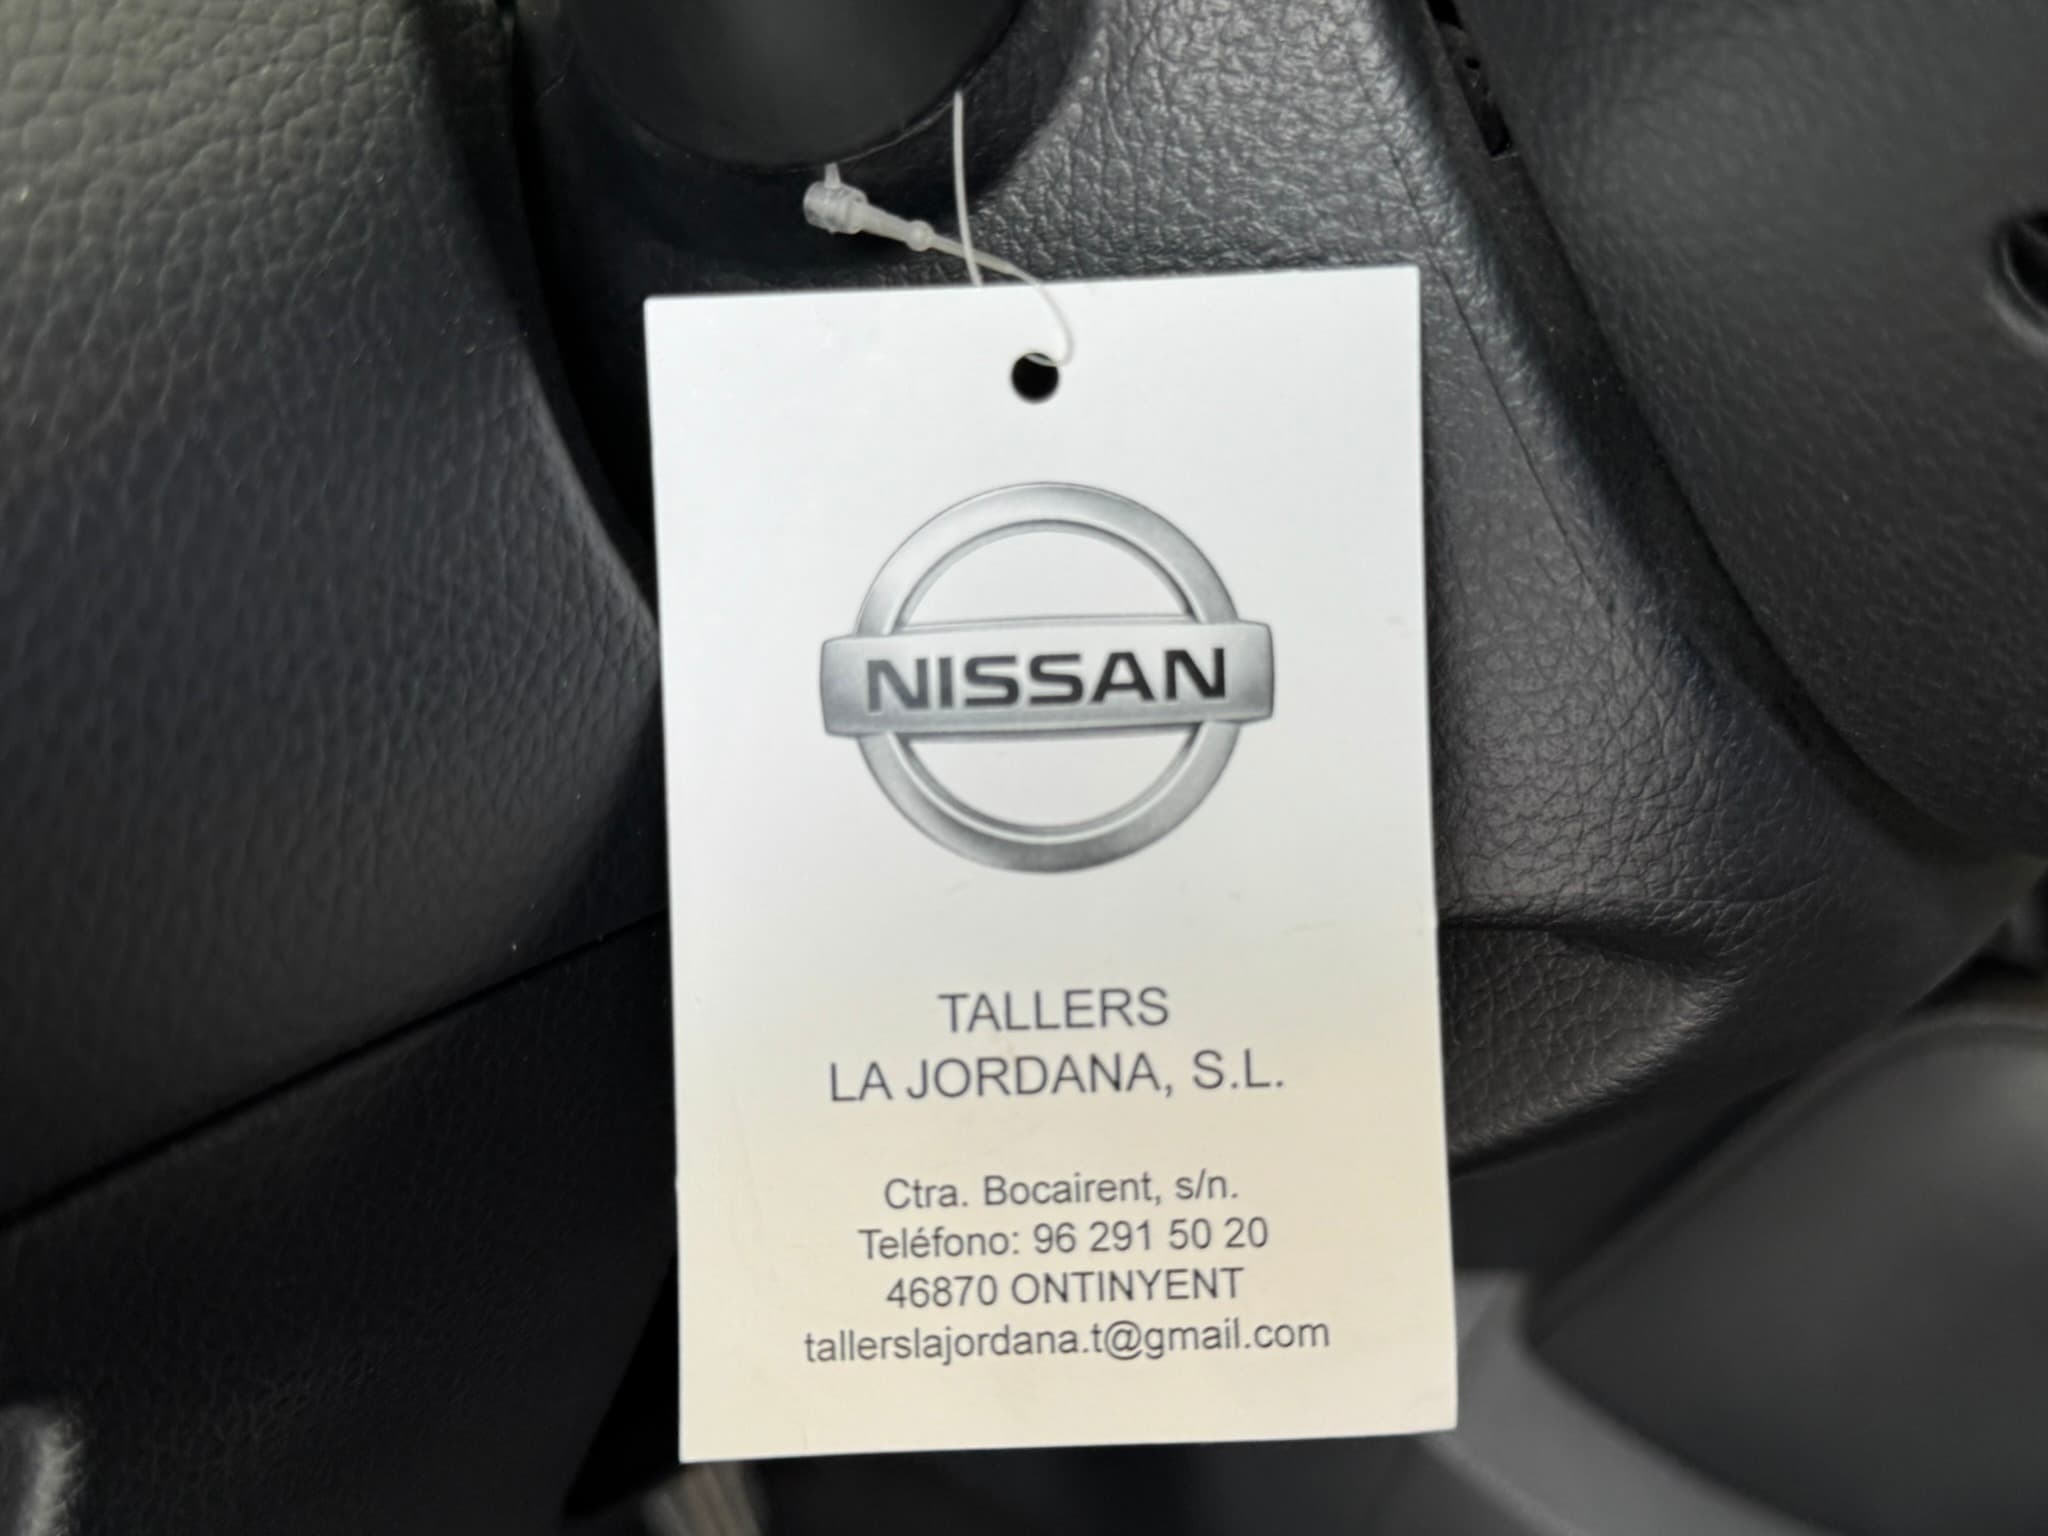 NISSAN
TALLERS
LA JORDANA, S.L.
Ctra. Bocairent, s/n.
Teléfono: 96 291 50 20
46870 ONTINYENT
tallerslajordana.t@gmail.com